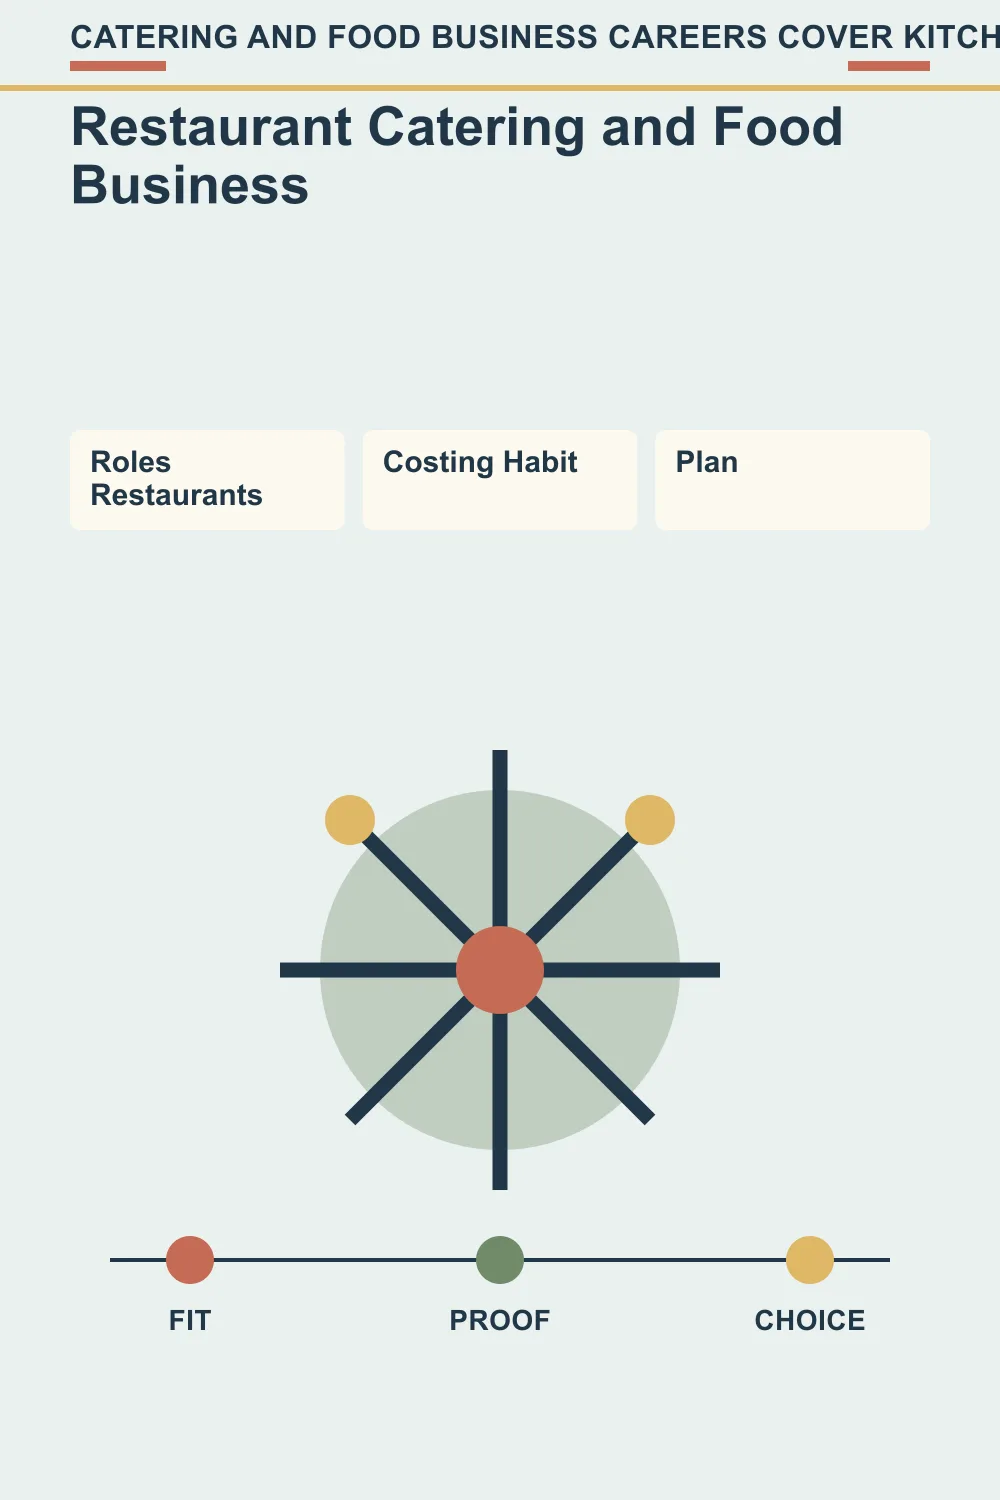 CATERING AND FOOD BUSINESS CAREERS COVER KITCH
Restaurant Catering and Food
Business
Roles
Restaurants
Costing Habit
Plan
FIT
PROOF
CHOICE